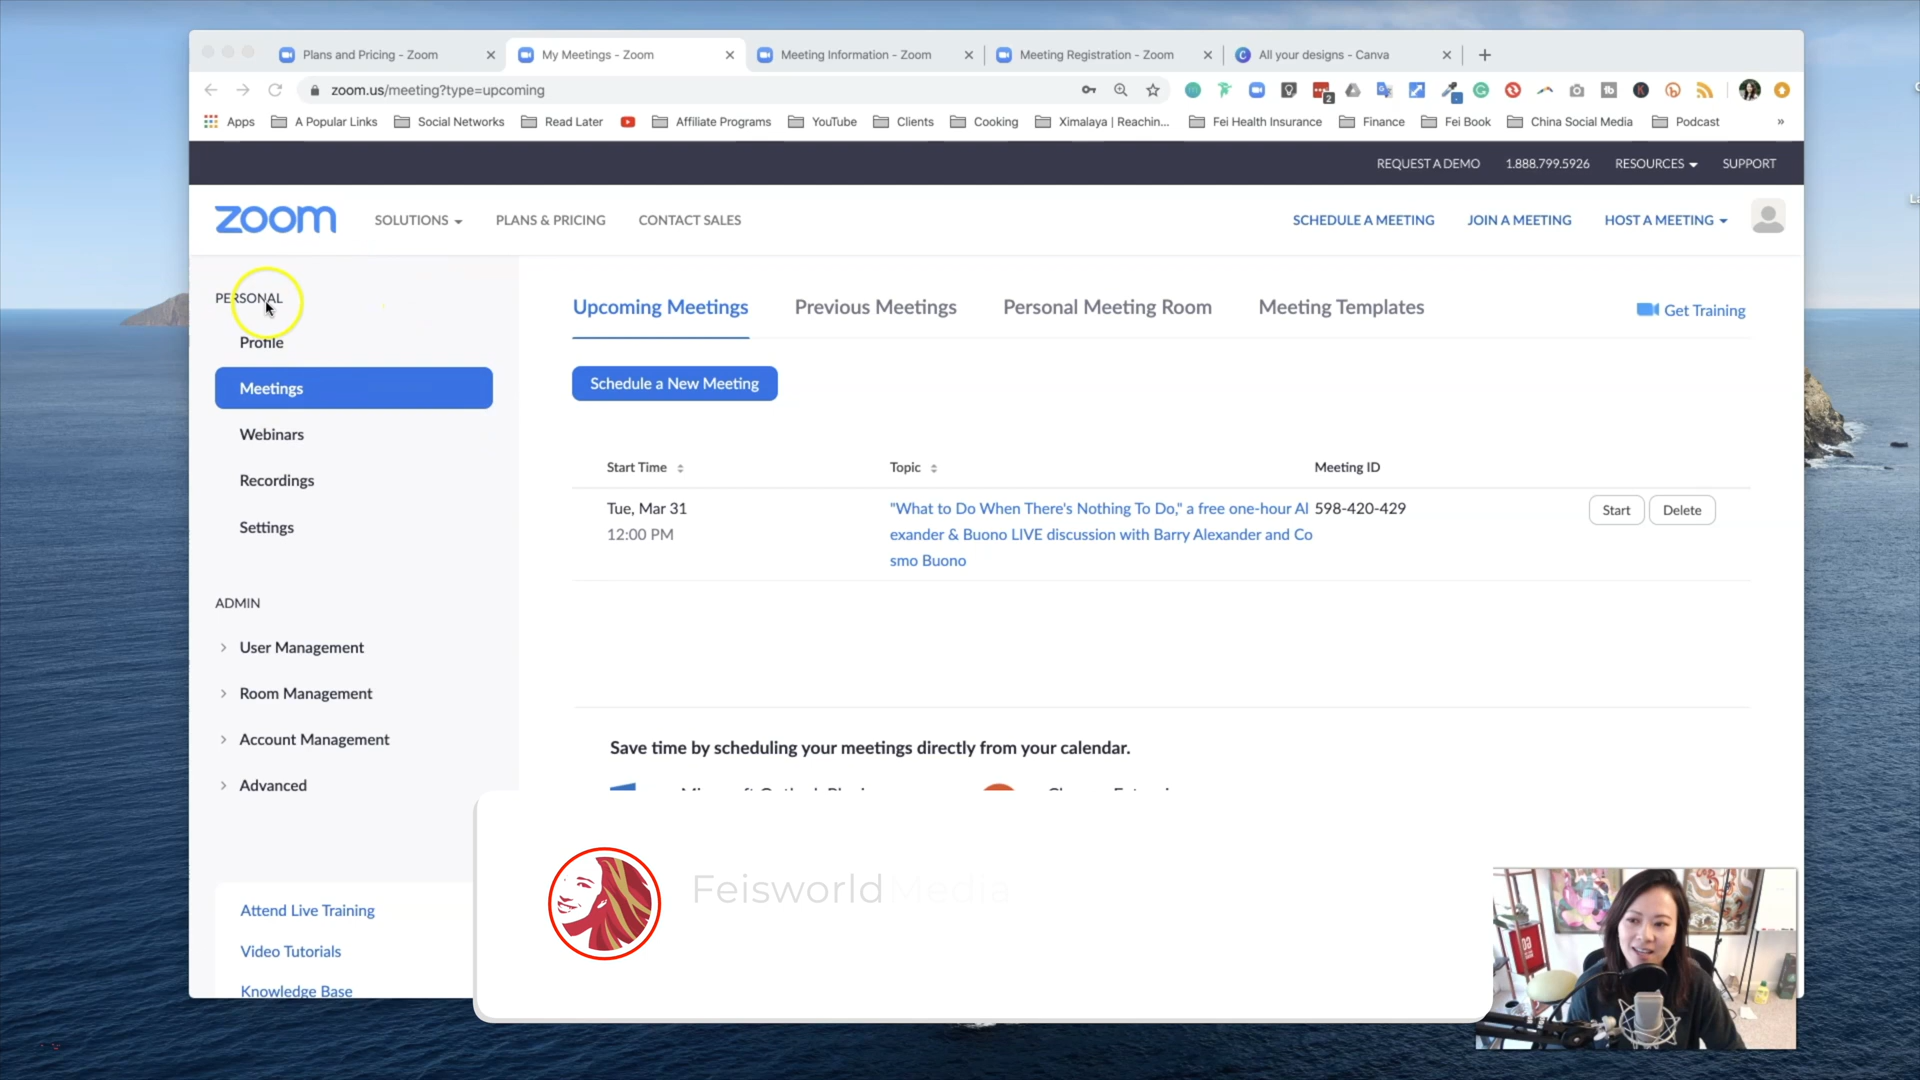 Plans and Pricing - Zoom
My Meetings - Zoom
Meeting Information - Zoom
Meeting Registration - Zoom
All your designs - Canva
zoom.us/meeting?type=upcoming
2
Apps
A Popular Links
Social Networks
Read Later
Affiliate Programs
YouTube
Clients
Cooking
Ximalaya | Reachin...
Fei Health Insurance
Finance
Fei Book
China Social Media
Podcast
»
REQUEST A DEMO
1.888.799.5926
RESOURCES
SUPPORT
zoom
SOLUTIONS
PLANS & PRICING
CONTACT SALES
SCHEDULE A MEETING
JOIN A MEETING
HOST A MEETING
PERSONAL
Profile
Meetings
Webinars
Recordings
Settings
ADMIN
User Management
Room Management
Account Management
Advanced
Attend Live Training
Video Tutorials
Knowledge Base
Upcoming Meetings
Previous Meetings
Personal Meeting Room
Meeting Templates
Get Training
Schedule a New Meeting
Start Time
Topic
Meeting ID
Tue, Mar 31
12:00 PM
"What to Do When There's Nothing To Do," a free one-hour Al
exander & Buono LIVE discussion with Barry Alexander and Co
smo Buono
598-420-429
Start
Delete
Save time by scheduling your meetings directly from your calendar.
Feisworld Media